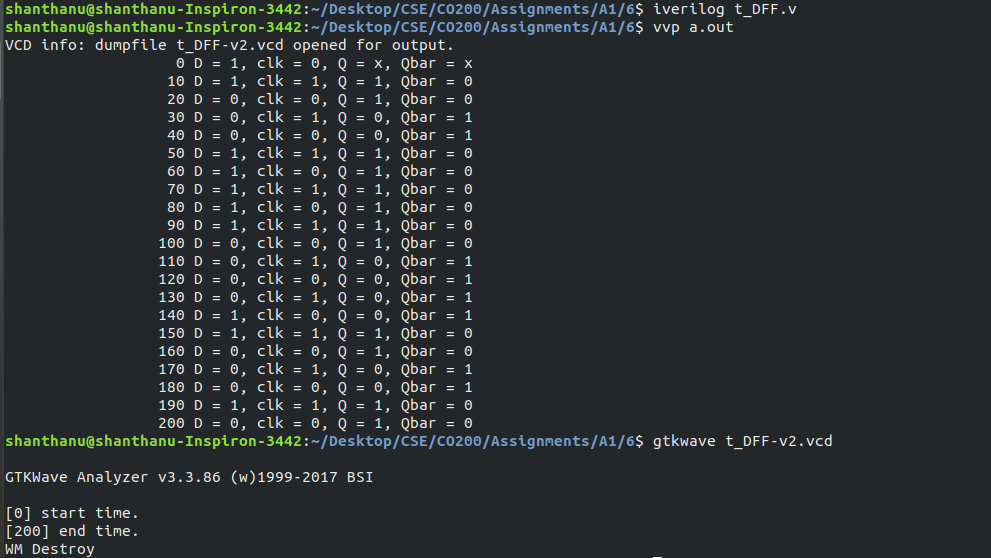 shanthanu@shanthanu-Inspiron-3442:~/Desktop/CSE/CO200/Assignments/A1/6$ iverilog t_DFF.v
shanthanu@shanthanu-Inspiron-3442:~/Desktop/CSE/CO200/Assignments/A1/6$ vvp a.out
VCD info: dumpfile t_DFF-v2.vcd opened for output.
0 D = 1, clk = 0, Q = x, Qbar = x
10 D = 1, clk = 1, Q = 1, Qbar = 0
20 D = 0, clk = 0, Q = 1, Qbar = 0
30 D = 0, clk = 1, Q = 0, Qbar = 1
40 D = 0, clk = 0, Q = 0, Qbar = 1
50 D = 1, clk = 1, Q = 1, Qbar = 0
60 D = 1, clk = 0, Q = 1, Qbar = 0
70 D = 1, clk = 1, Q = 1, Qbar = 0
80 D = 1, clk = 0, Q = 1, Qbar = 0
90 D = 1, clk = 1, Q = 1, Qbar = 0
100 D = 0, clk = 0, Q = 1, Qbar = 0
110 D = 0, clk = 1, Q = 0, Qbar = 1
120 D = 0, clk = 0, Q = 0, Qbar = 1
130 D = 0, clk = 1, Q = 0, Qbar = 1
140 D = 1, clk = 0, Q = 0, Qbar = 1
150 D = 1, clk = 1, Q = 1, Qbar = 0
160 D = 0, clk = 0, Q = 1, Qbar = 0
170 D = 0, clk = 1, Q = 0, Qbar = 1
180 D = 0, clk = 0, Q = 0, Qbar = 1
190 D = 1, clk = 1, Q = 1, Qbar = 0
200 D = 0, clk = 0, Q = 1, Qbar = 0
shanthanu@shanthanu-Inspiron-3442:~/Desktop/CSE/CO200/Assignments/A1/6$ gtkwave t_DFF-v2.vcd
GTKWave Analyzer v3.3.86 (w)1999-2017 BSI
[0] start time.
[200] end time.
WM Destroy